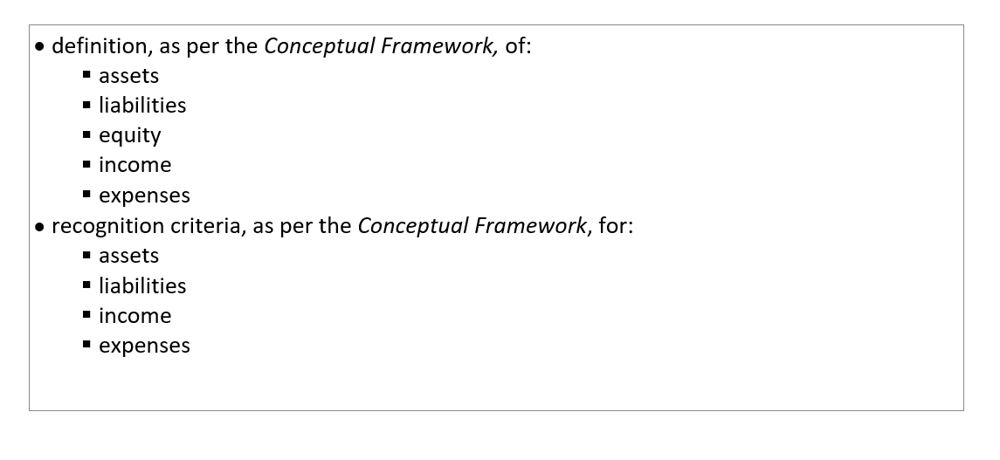 ● definition, as per the Conceptual Framework, of:
▪ assets
▪ liabilities
▪ equity
▪ income
▪ expenses
● recognition criteria, as per the Conceptual Framework, for:
▪ assets
▪ liabilities
▪ income
▪ expenses